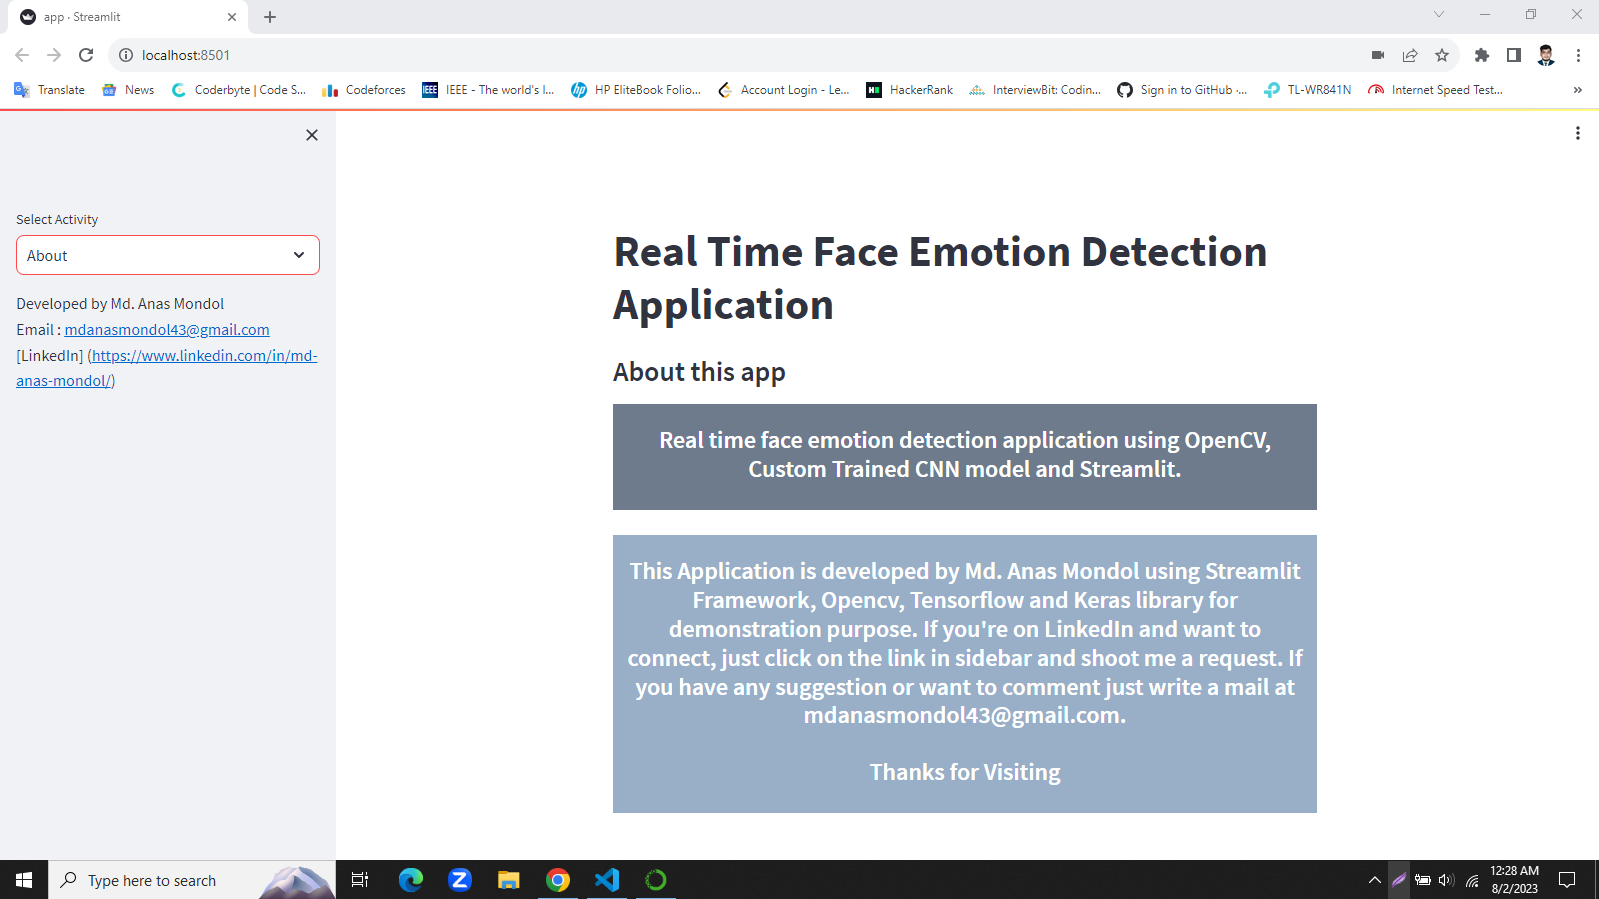 app · Streamlit
localhost:8501
Translate
News
Coderbyte | Code S...
Codeforces
IEEE
IEEE - The world's l...
hp
HP EliteBook Folio...
Account Login - Le...
HackerRank
InterviewBit: Codin...
Sign in to GitHub ·...
TL-WR841N
Internet Speed Test...
»
Select Activity
About
Developed by Md. Anas Mondol
Email : mdanasmondol43@gmail.com
[LinkedIn] (https://www.linkedin.com/in/md-
anas-mondol/)
Real Time Face Emotion Detection
Application
About this app
Real time face emotion detection application using OpenCV,
Custom Trained CNN model and Streamlit.
This Application is developed by Md. Anas Mondol using Streamlit
Framework, Opencv, Tensorflow and Keras library for
demonstration purpose. If you're on LinkedIn and want to
connect, just click on the link in sidebar and shoot me a request. If
you have any suggestion or want to comment just write a mail at
mdanasmondol43@gmail.com.
Thanks for Visiting
Type here to search
12:28 AM
8/2/2023